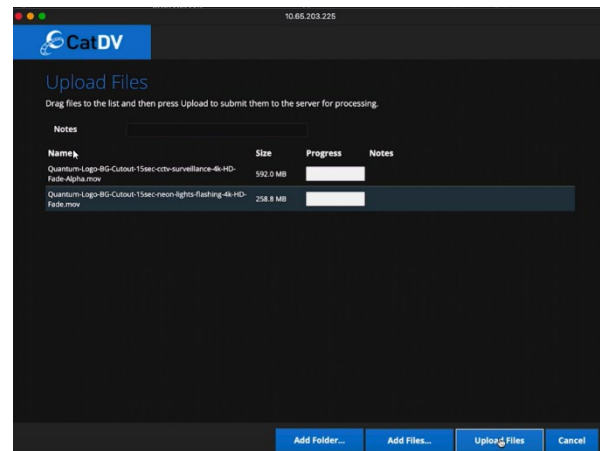 10.65.203.225
CatDV
Upload Files
Drag files to the list and then press Upload to submit them to the server for processing.
Notes
Name Size Progress Notes
Quantum-Logo-BG-Cutout-15sec-cctv-surveillance-4k-HD-
Fade-Alpha.mov 592.0 MB
Quantum-Logo-BG-Cutout-15sec-neon-lights-flashing-4k-HD-
Fade.mov 258.8 MB
Add Folder... Add Files... Upload Files Cancel